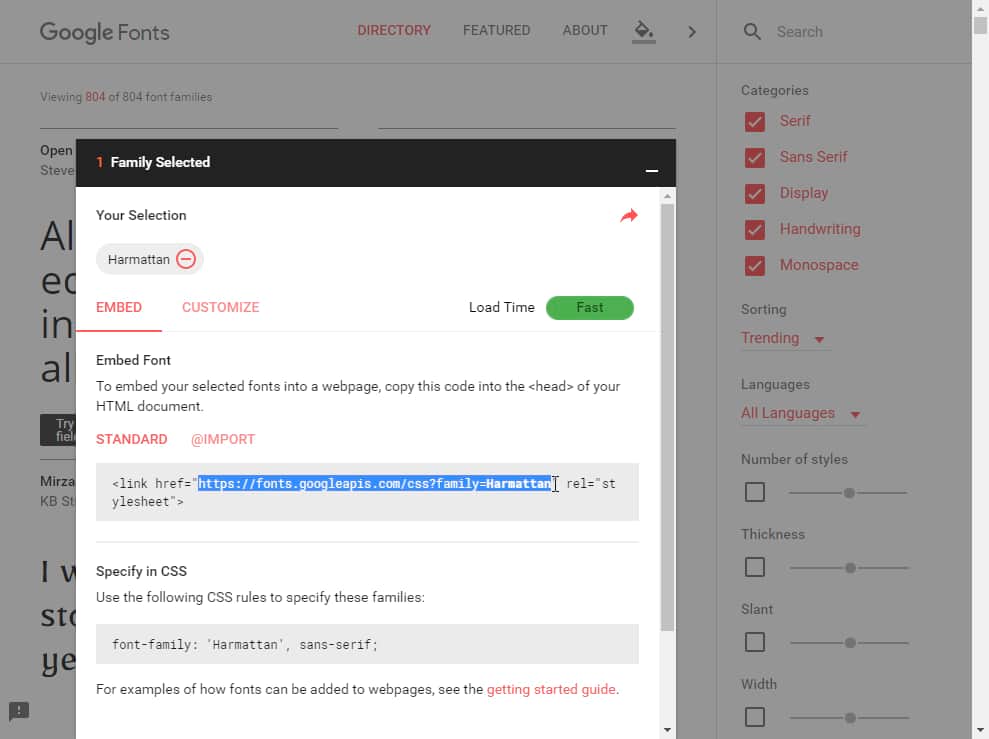 Google Fonts
DIRECTORY
FEATURED
ABOUT
Search
Viewing 804 of 804 font families
Open
Steve
Al
in
al
Try
Mirza
KB St
I w
ye
1 Family Selected
Your Selection
Harmattan
EMBED
CUSTOMIZE
Load Time
Fast
Embed Font
To embed your selected fonts into a webpage, copy this code into the <head> of your
HTML document.
STANDARD
@IMPORT
<link href="https://fonts.googleapis.com/css?family=Harmattan" rel="st
ylesheet">
Specify in CSS
Use the following CSS rules to specify these families:
font-family: 'Harmattan', sans-serif;
For examples of how fonts can be added to webpages, see the getting started guide.
Categories
Serif
Sans Serif
Display
Handwriting
Monospace
Sorting
Trending
Languages
All Languages
Number of styles
Thickness
Slant
Width